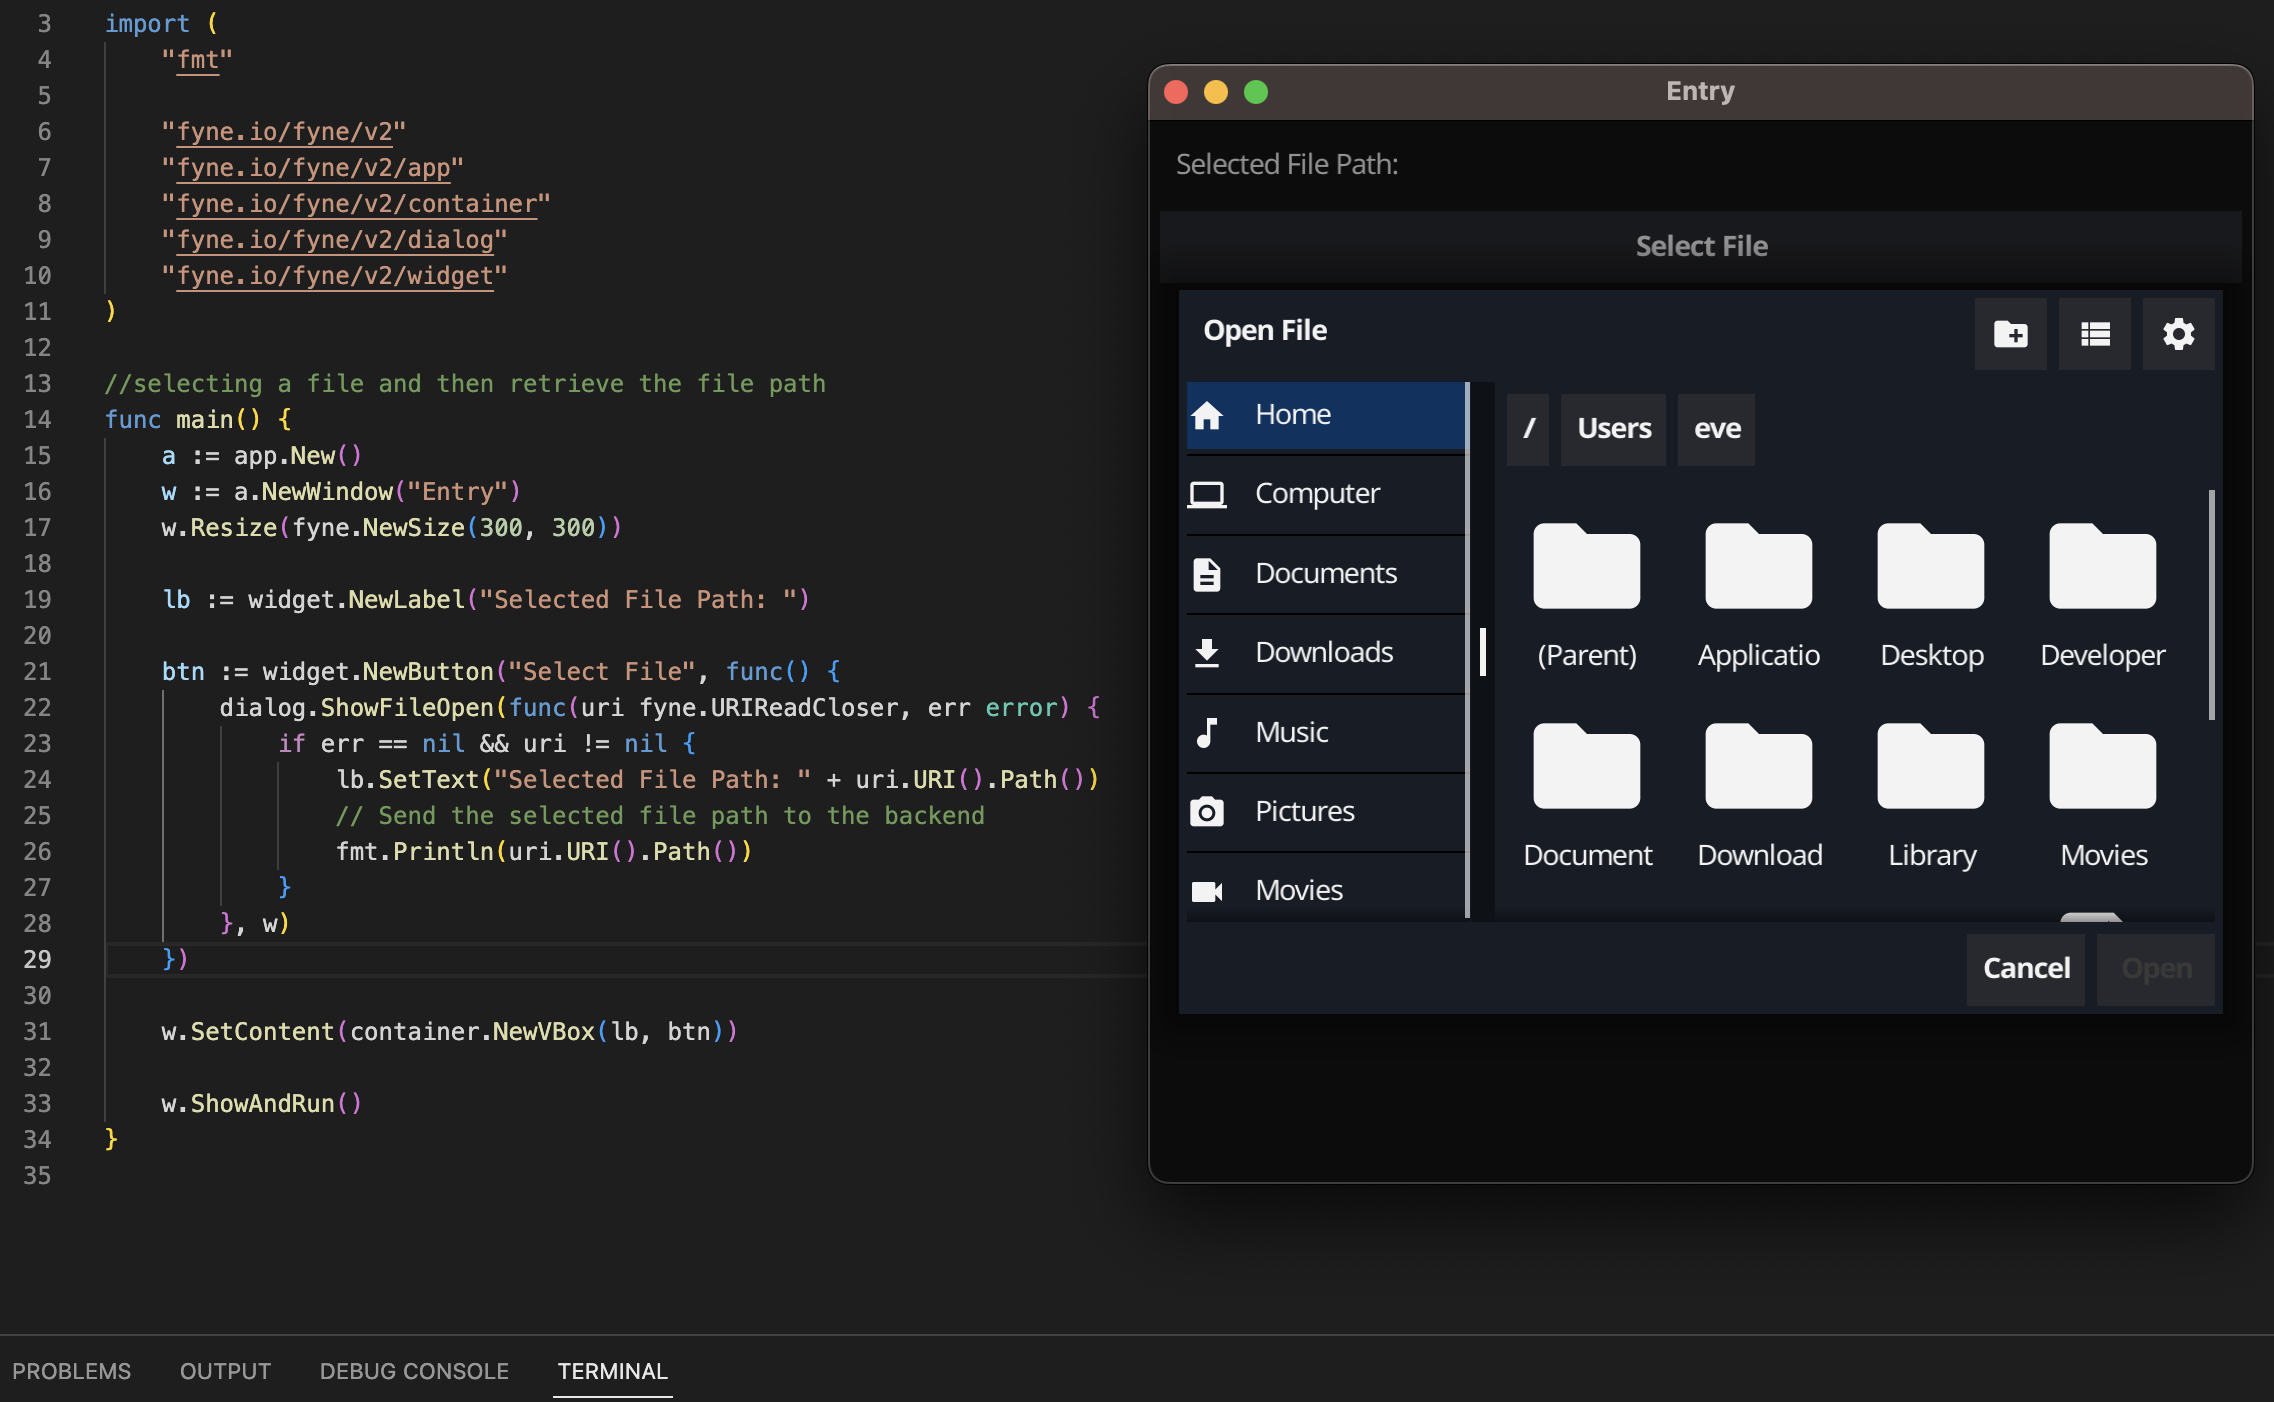 3 import (
4 "fmt"
5
6 "fyne.io/fyne/v2"
7 "fyne.io/fyne/v2/app"
8 "fyne.io/fyne/v2/container"
9 "fyne.io/fyne/v2/dialog"
10 "fyne.io/fyne/v2/widget"
11 )
12
13 //selecting a file and then retrieve the file path
14 func main() {
15 a := app.New()
16 w := a.NewWindow("Entry")
17 w.Resize(fyne.NewSize(300, 300))
18
19 lb := widget.NewLabel("Selected File Path: ")
20
21 btn := widget.NewButton("Select File", func() {
22 dialog.ShowFileOpen(func(uri fyne.URIReadCloser, err error) {
23 if err == nil && uri != nil {
24 lb.SetText("Selected File Path: " + uri.URI().Path())
25 // Send the selected file path to the backend
26 fmt.Println(uri.URI().Path())
27 }
28 }, w)
29 })
30
31 w.SetContent(container.NewVBox(lb, btn))
32
33 w.ShowAndRun()
34 }
35
Entry
Selected File Path:
Select File
Open File
Home
Computer
Documents
Downloads
Music
Pictures
Movies
/ Users eve
(Parent) Applicatio Desktop Developer
Document Download Library Movies
Cancel Open
PROBLEMS OUTPUT DEBUG CONSOLE TERMINAL